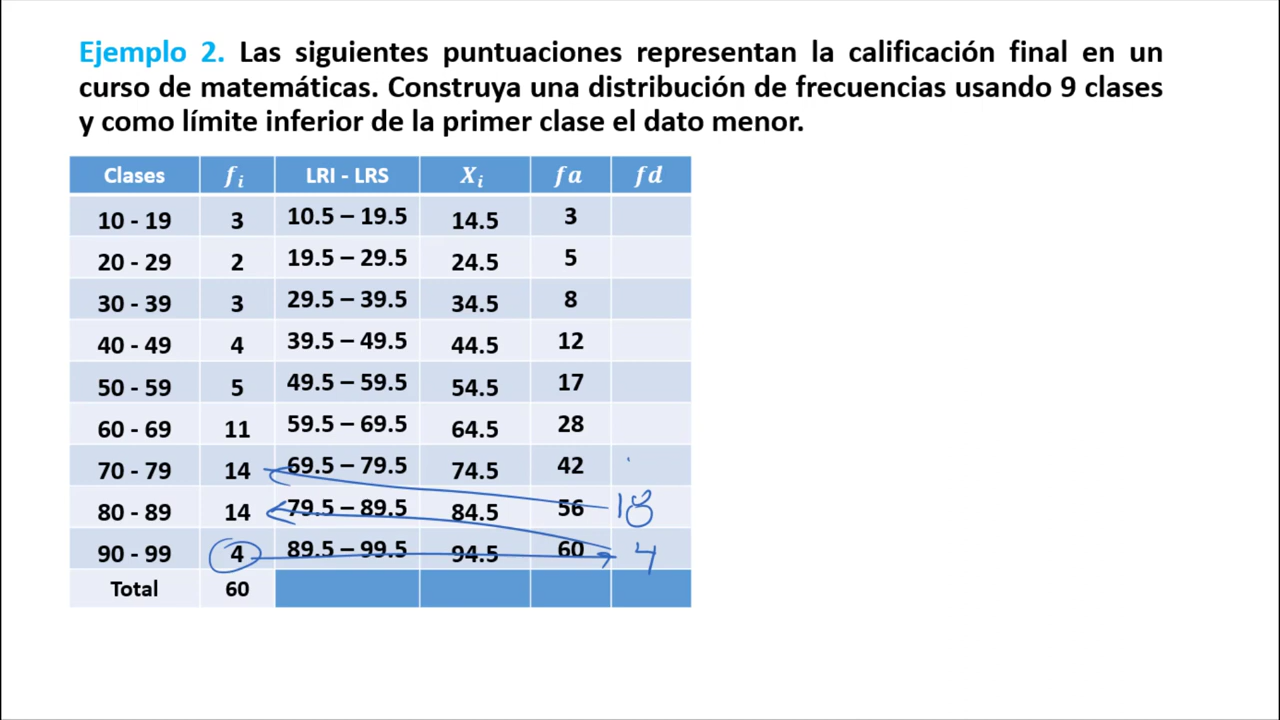 Ejemplo 2. Las siguientes puntuaciones representan la calificación final en un
curso de matemáticas. Construya una distribución de frecuencias usando 9 clases
y como límite inferior de la primer clase el dato menor.
Clases fi LRI - LRS Xi fa fd
10 - 19 3 10.5 – 19.5 14.5 3
20 - 29 2 19.5 – 29.5 24.5 5
30 - 39 3 29.5 – 39.5 34.5 8
40 - 49 4 39.5 – 49.5 44.5 12
50 - 59 5 49.5 – 59.5 54.5 17
60 - 69 11 59.5 – 69.5 64.5 28
70 - 79 14 69.5 – 79.5 74.5 42
80 - 89 14 79.5 – 89.5 84.5 56 18
90 - 99 4 89.5 – 99.5 94.5 60 4
Total 60